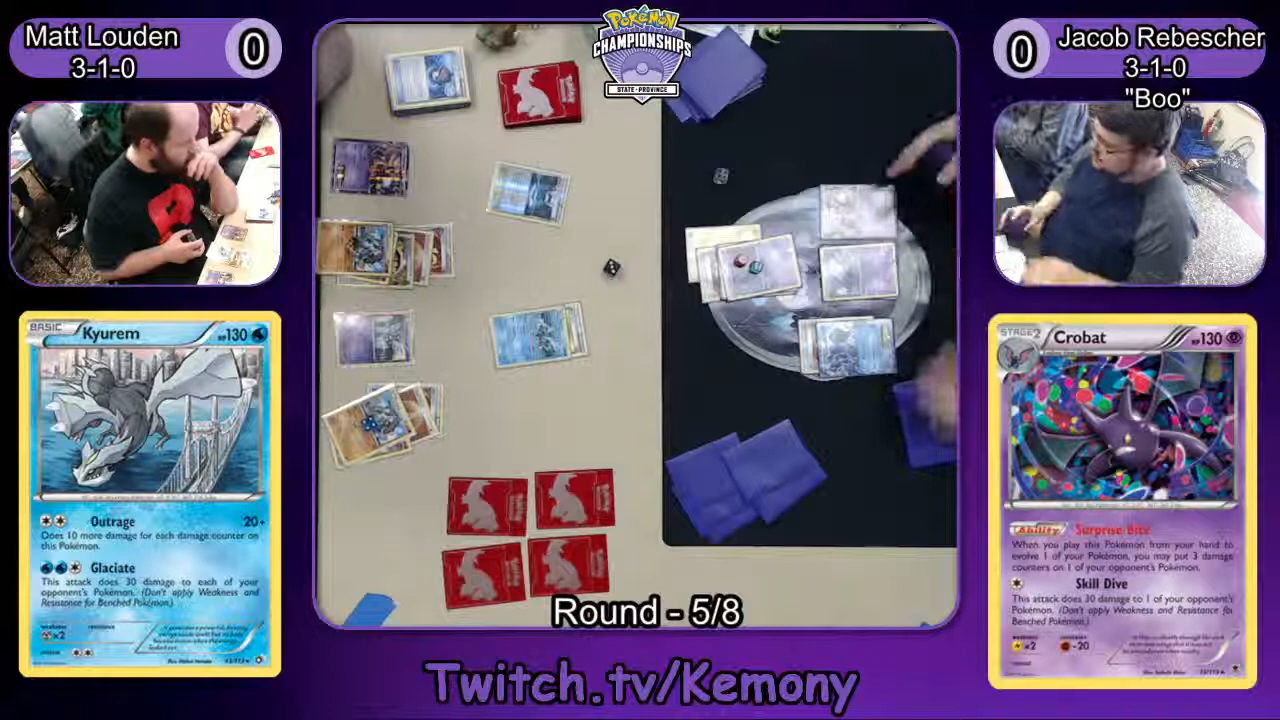 Matt Louden
0
3-1-0
POKéMON
CHAMPIONSHIPS
STATE·PROVINCE
0
Jacob Rebescher
3-1-0
"Boo"
BASIC
Kyurem
HP130
Outrage
20+
Does 10 more damage for each damage counter on
this Pokémon.
Glaciate
This attack does 30 damage to each of your
opponent's Pokémon. (Don't apply Weakness and
Resistance for Benched Pokémon.)
×2
STAGE2
Crobat
HP130
Ability
Surprise Bite
When you play this Pokémon from your hand to
evolve 1 of your Pokémon, you may put 3 damage
counters on 1 of your opponent's Pokémon.
Skill Dive
This attack does 30 damage to 1 of your opponent's
Pokémon. (Don't apply Weakness and Resistance for
Benched Pokémon.)
×2
-20
Round - 5/8
Twitch.tv/Kemony